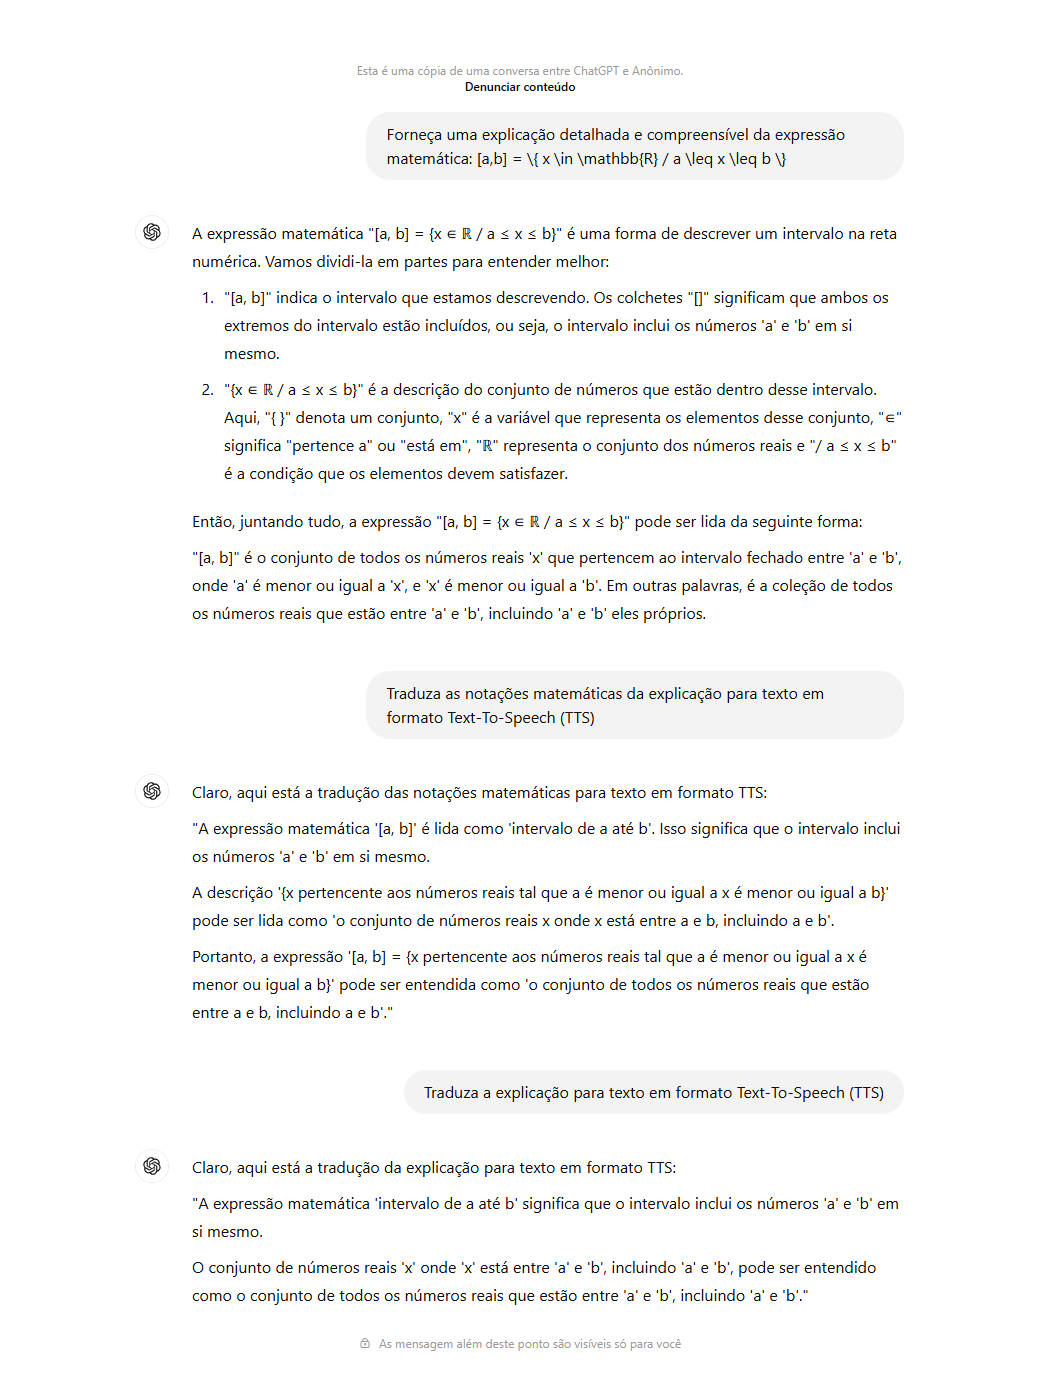 Esta é uma cópia de uma conversa entre ChatGPT e Anônimo.
Denunciar conteúdo
Forneça uma explicação detalhada e compreensível da expressão
matemática: [a,b] = \{ x \in \mathbb{R} / a \leq x \leq b \}
A expressão matemática "[a, b] = {x ∈ ℝ / a ≤ x ≤ b}" é uma forma de descrever um intervalo na reta
numérica. Vamos dividi-la em partes para entender melhor:
1. "[a, b]" indica o intervalo que estamos descrevendo. Os colchetes "[]" significam que ambos os
extremos do intervalo estão incluídos, ou seja, o intervalo inclui os números 'a' e 'b' em si
mesmo.
2. "{x ∈ ℝ / a ≤ x ≤ b}" é a descrição do conjunto de números que estão dentro desse intervalo.
Aqui, "{ }" denota um conjunto, "x" é a variável que representa os elementos desse conjunto, "∈"
significa "pertence a" ou "está em", "ℝ" representa o conjunto dos números reais e "/ a ≤ x ≤ b"
é a condição que os elementos devem satisfazer.
Então, juntando tudo, a expressão "[a, b] = {x ∈ ℝ / a ≤ x ≤ b}" pode ser lida da seguinte forma:
"[a, b]" é o conjunto de todos os números reais 'x' que pertencem ao intervalo fechado entre 'a' e 'b',
onde 'a' é menor ou igual a 'x', e 'x' é menor ou igual a 'b'. Em outras palavras, é a coleção de todos
os números reais que estão entre 'a' e 'b', incluindo 'a' e 'b' eles próprios.
Traduza as notações matemáticas da explicação para texto em
formato Text-To-Speech (TTS)
Claro, aqui está a tradução das notações matemáticas para texto em formato TTS:
"A expressão matemática '[a, b]' é lida como 'intervalo de a até b'. Isso significa que o intervalo inclui
os números 'a' e 'b' em si mesmo.
A descrição '{x pertencente aos números reais tal que a é menor ou igual a x é menor ou igual a b}'
pode ser lida como 'o conjunto de números reais x onde x está entre a e b, incluindo a e b'.
Portanto, a expressão '[a, b] = {x pertencente aos números reais tal que a é menor ou igual a x é
menor ou igual a b}' pode ser entendida como 'o conjunto de todos os números reais que estão
entre a e b, incluindo a e b'."
Traduza a explicação para texto em formato Text-To-Speech (TTS)
Claro, aqui está a tradução da explicação para texto em formato TTS:
"A expressão matemática 'intervalo de a até b' significa que o intervalo inclui os números 'a' e 'b' em
si mesmo.
O conjunto de números reais 'x' onde 'x' está entre 'a' e 'b', incluindo 'a' e 'b', pode ser entendido
como o conjunto de todos os números reais que estão entre 'a' e 'b', incluindo 'a' e 'b'."
As mensagem além deste ponto são visíveis só para você